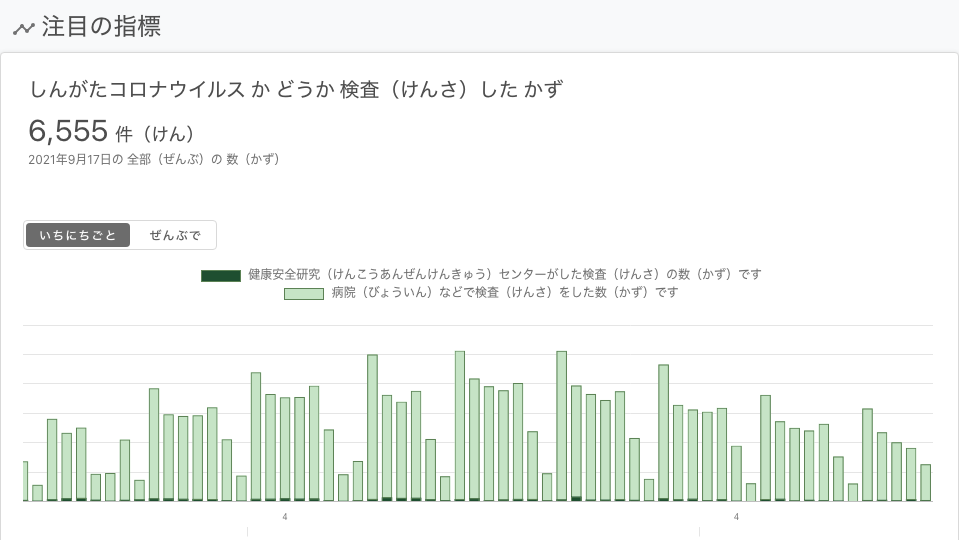 注目の指標
しんがたコロナウイルス か どうか 検査（けんさ）した かず
6,555 件（けん）
2021年9月17日の 全部（ぜんぶ）の 数（かず）
いちにちごと ぜんぶで
健康安全研究（けんこうあんぜんけんきゅう）センターがした検査（けんさ）の数（かず）です
病院（びょういん）などで検査（けんさ）をした数（かず）です
4 4